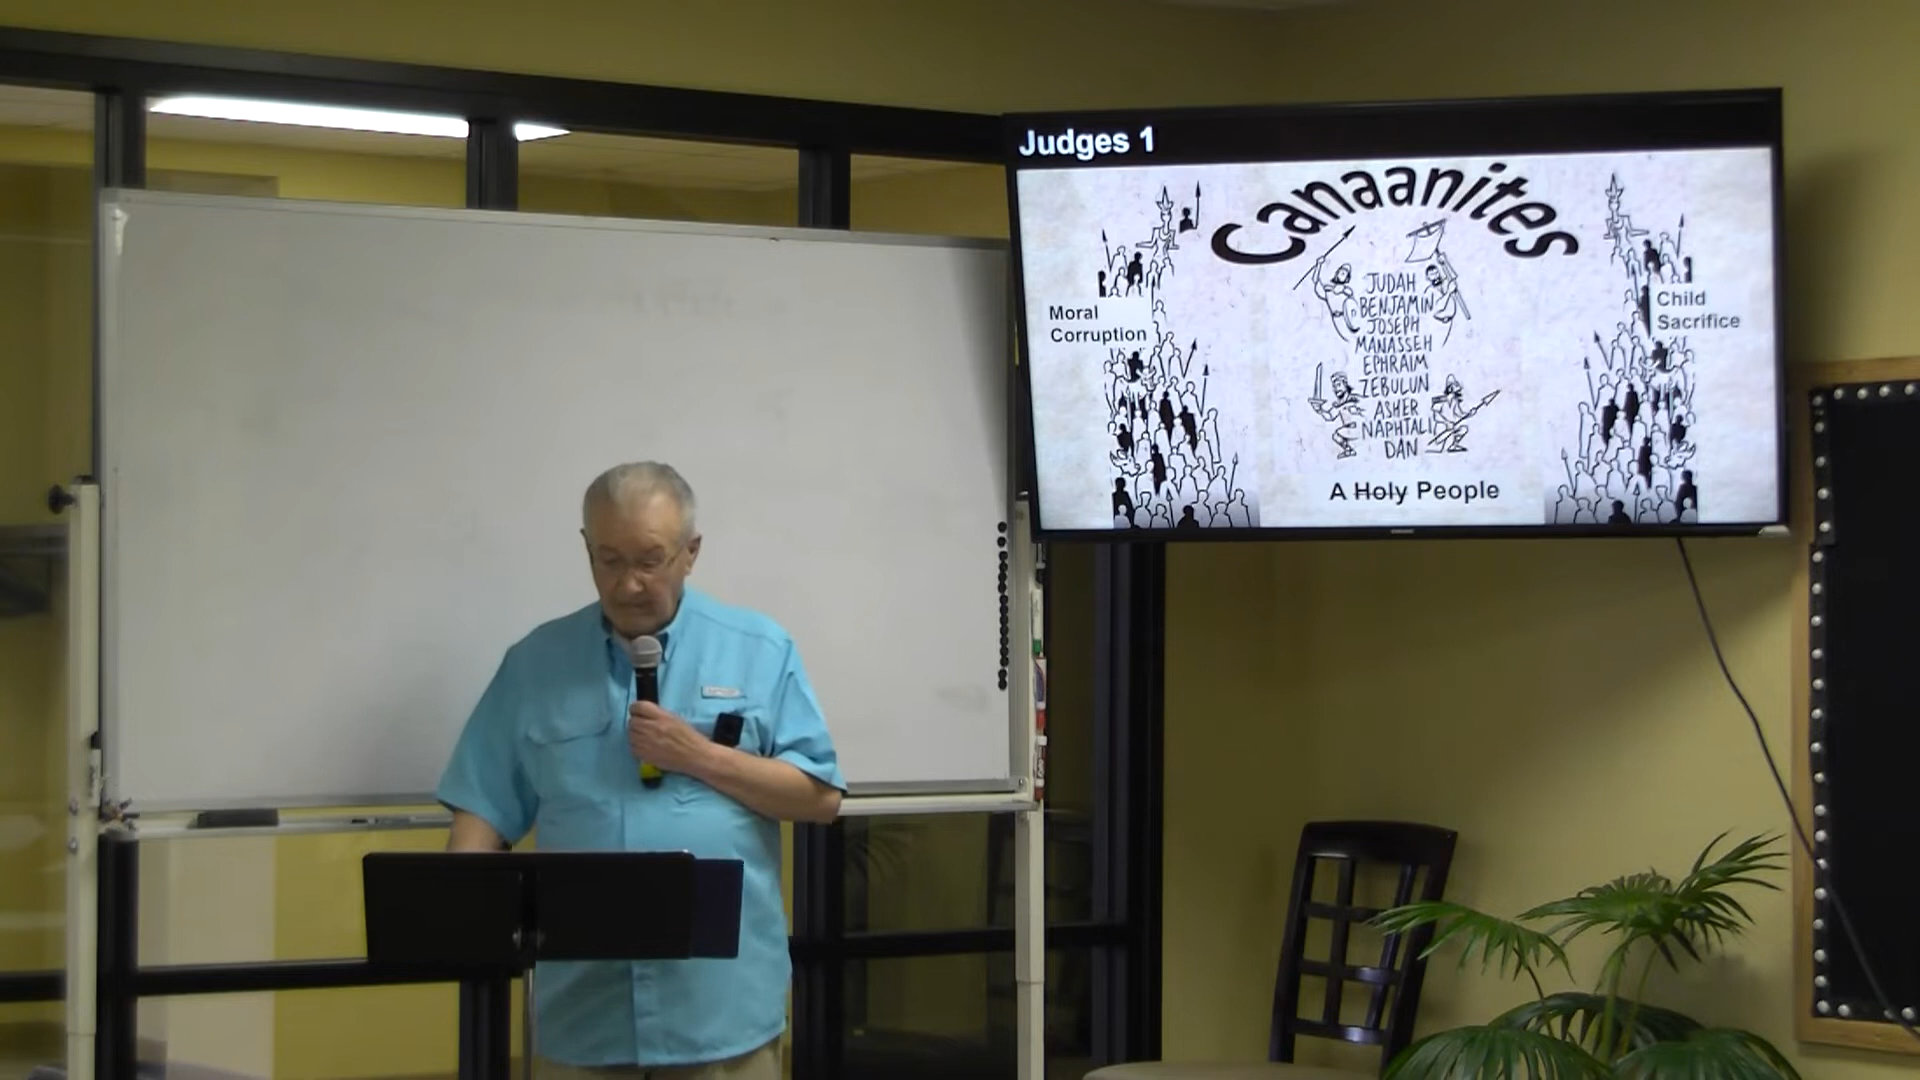 Judges 1
Canaanites
Moral
Corruption
Child
Sacrifice
JUDAH
BENJAMIN
JOSEPH
MANASSEH
EPHRAIM
ZEBULUN
ASHER
NAPHTALI
DAN
A Holy People